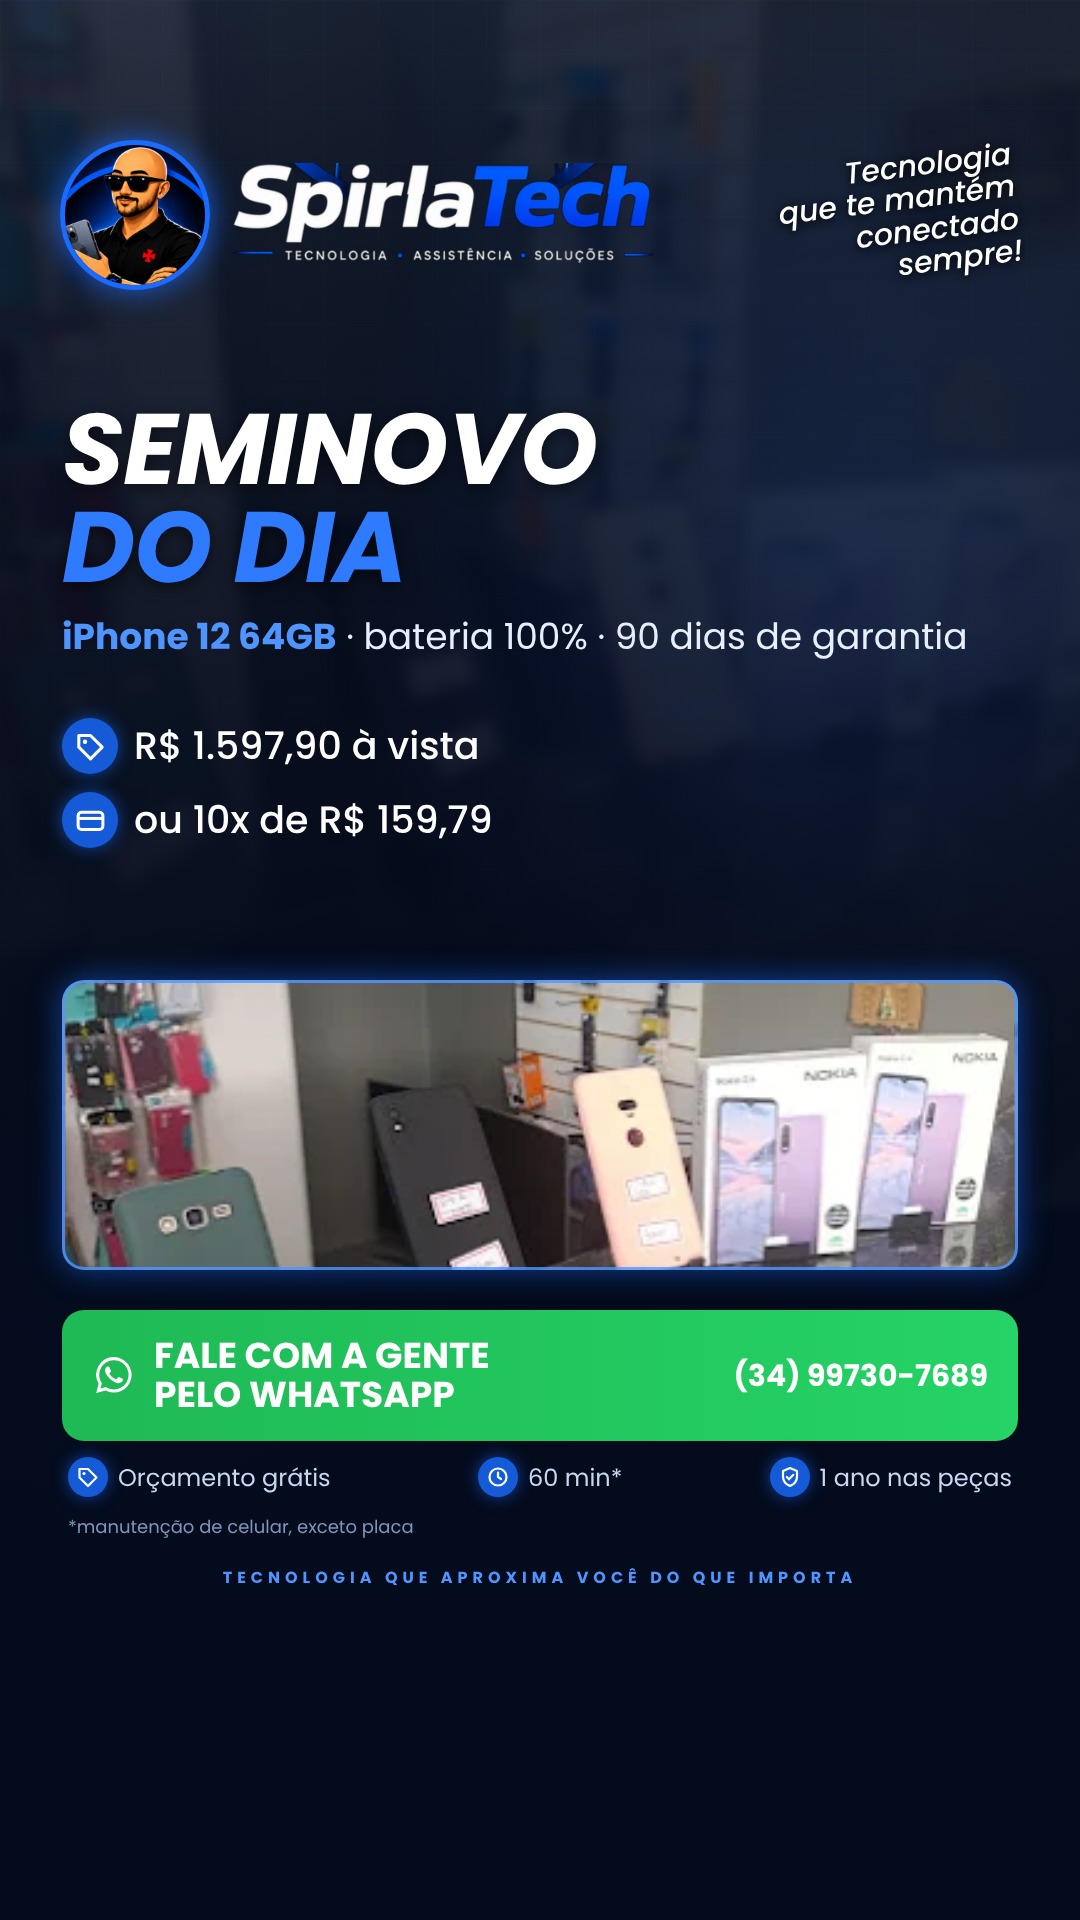 SpirlaTech
TECNOLOGIA • ASSISTÊNCIA • SOLUÇÕES
Tecnologia
que te mantém
conectado
sempre!
SEMINOVO
DO DIA
iPhone 12 64GB · bateria 100% · 90 dias de garantia
R$ 1.597,90 à vista
ou 10x de R$ 159,79
NOKIA
NOKIA
FALE COM A GENTE
PELO WHATSAPP
(34) 99730-7689
Orçamento grátis
60 min*
1 ano nas peças
*manutenção de celular, exceto placa
TECNOLOGIA QUE APROXIMA VOCÊ DO QUE IMPORTA